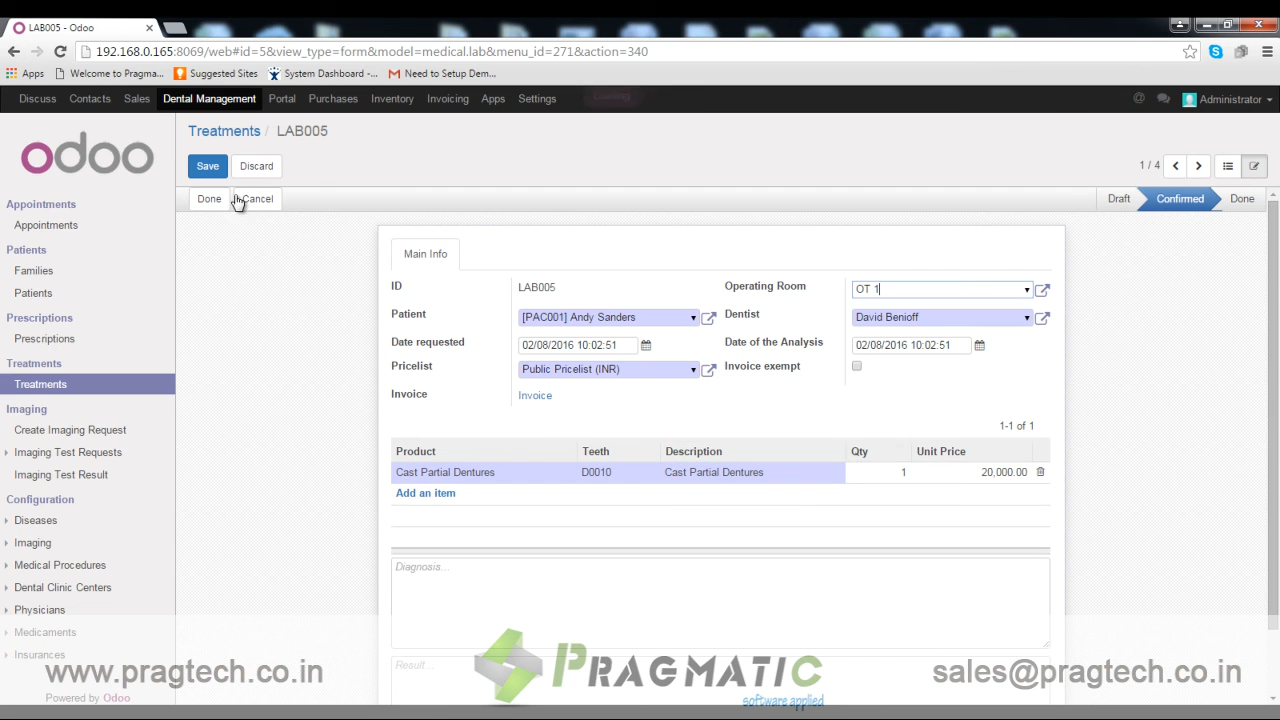 LAB005 - Odoo
192.168.0.165:8069/web#id=5&view_type=form&model=medical.lab&menu_id=271&action=340
Apps Welcome to Pragma... Suggested Sites System Dashboard -... Need to Setup Dem...
Discuss Contacts Sales Dental Management Portal Purchases Inventory Invoicing Apps Settings @ Administrator
Treatments / LAB005
odoo
Save Discard 1 / 4
Done Cancel Draft Confirmed Done
Appointments
Appointments
Patients
Families
Patients
Prescriptions
Prescriptions
Treatments
Treatments
Imaging
Create Imaging Request
Imaging Test Requests
Imaging Test Result
Configuration
Diseases
Imaging
Medical Procedures
Dental Clinic Centers
Physicians
Medicaments
Insurances
Powered by Odoo
Main Info
ID LAB005 Operating Room OT 1
Patient [PAC001] Andy Sanders Dentist David Benioff
Date requested 02/08/2016 10:02:51 Date of the Analysis 02/08/2016 10:02:51
Pricelist Public Pricelist (INR) Invoice exempt
Invoice Invoice
1-1 of 1
Product Teeth Description Qty Unit Price
Cast Partial Dentures D0010 Cast Partial Dentures 1 20,000.00
Add an item
Diagnosis...
Result...
www.pragtech.co.in PRAGMATIC sales@pragtech.co.in
software applied